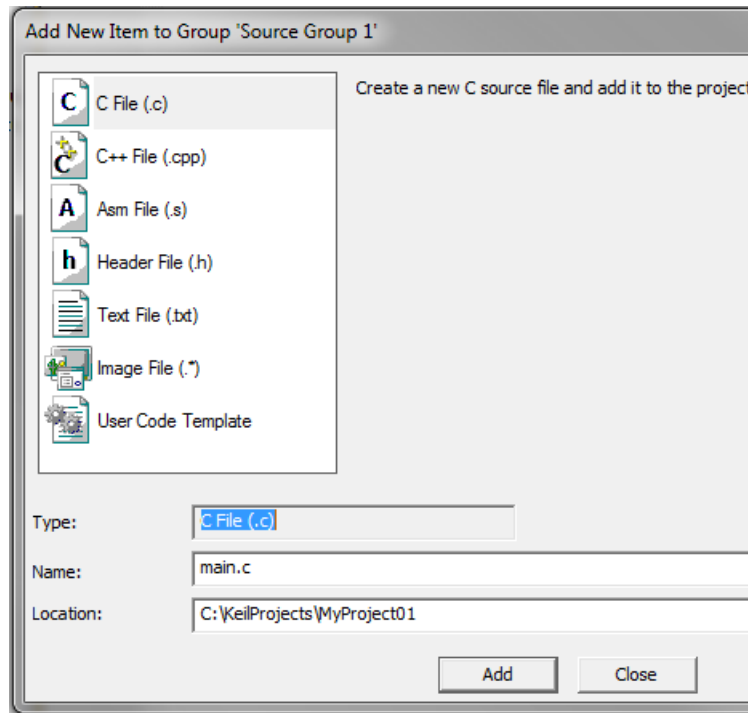 Add New Item to Group 'Source Group 1'
C File (.c)
Create a new C source file and add it to the project
C++ File (.cpp)
Asm File (.s)
Header File (.h)
Text File (.txt)
Image File (.*)
User Code Template
Type:
C File (.c)
Name:
main.c
Location:
C:\KeilProjects\MyProject01
Add
Close